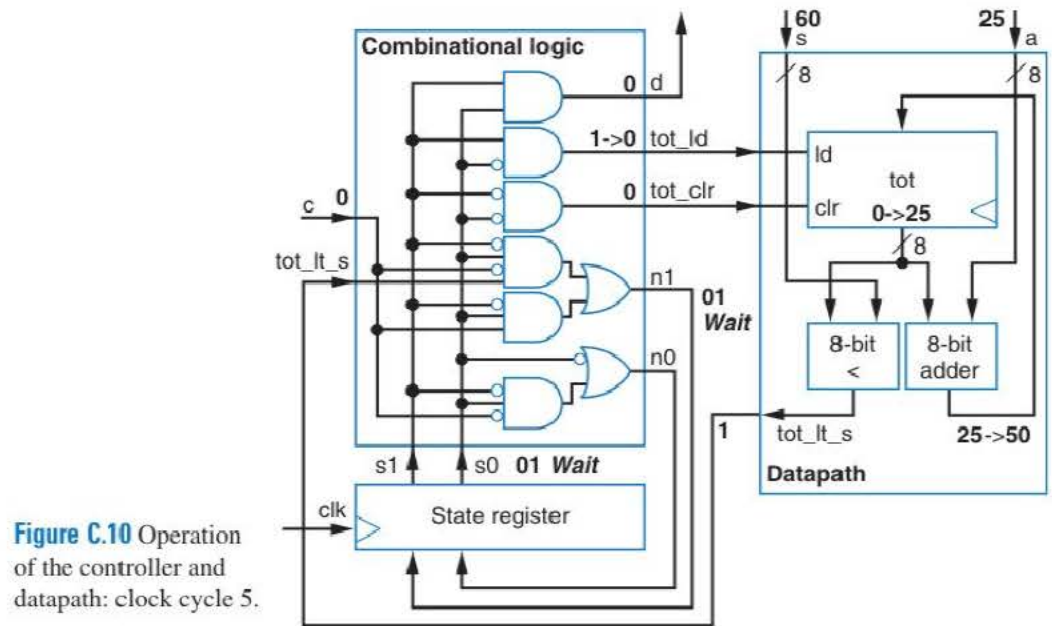 60
25
s
a
8
8
Combinational logic
0 d
1->0 tot_ld
0 tot_clr
c 0
tot_lt_s
n1
01
Wait
n0
ld
tot
clr
0->25
8
8-bit
<
8-bit
adder
1
tot_lt_s
25->50
Datapath
s1
s0 01 Wait
clk
State register
Figure C.10 Operation
of the controller and
datapath: clock cycle 5.